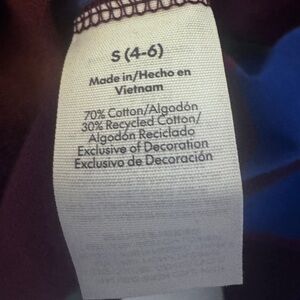 S (4-6)
Made in/Hecho en
Vietnam
70% Cotton/Algodón
30% Recycled Cotton/
Algodón Reciclado
Exclusive of Decoration
Exclusivo de Decoración